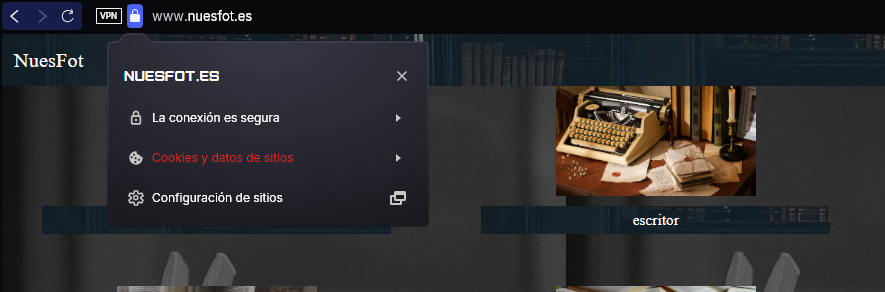 VPN
www.nuesfot.es
NuesFot
NUESFOT.ES
La conexión es segura
Cookies y datos de sitios
Configuración de sitios
escritor